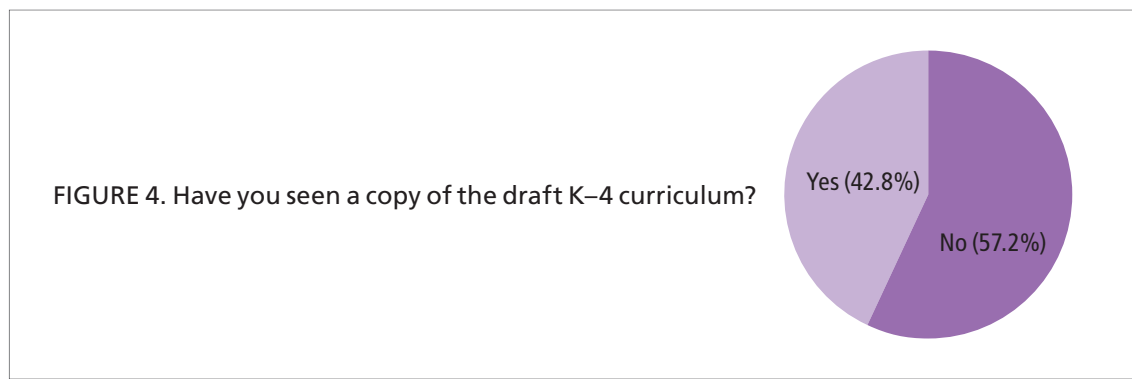 FIGURE 4. Have you seen a copy of the draft K–4 curriculum?
Yes (42.8%)
No (57.2%)